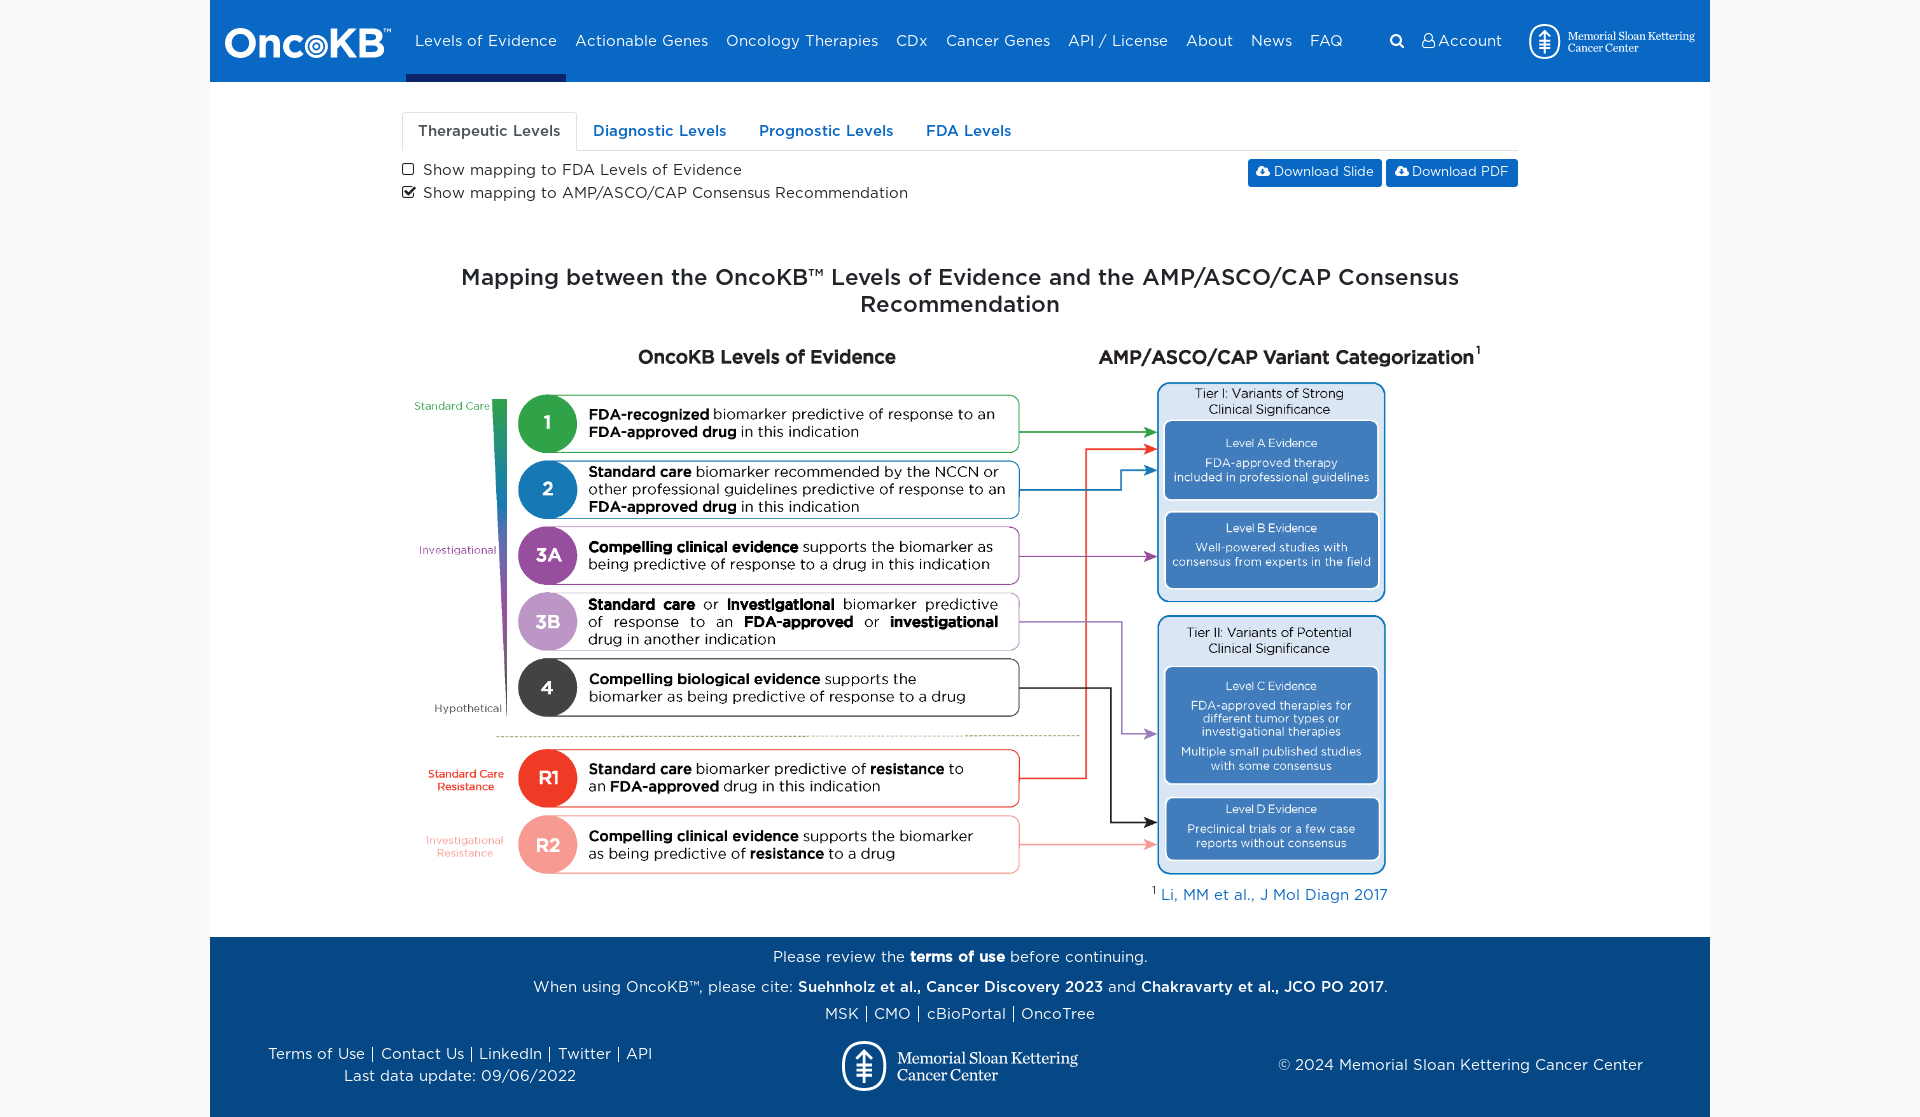 OncoKB™
Levels of Evidence
Actionable Genes
Oncology Therapies
CDx
Cancer Genes
API / License
About
News
FAQ
Account
Memorial Sloan Kettering
Cancer Center
Therapeutic Levels
Diagnostic Levels
Prognostic Levels
FDA Levels
Show mapping to FDA Levels of Evidence
Show mapping to AMP/ASCO/CAP Consensus Recommendation
Download Slide
Download PDF
Mapping between the OncoKB™ Levels of Evidence and the AMP/ASCO/CAP Consensus
Recommendation
OncoKB Levels of Evidence
Standard Care
1
FDA-recognized biomarker predictive of response to an
FDA-approved drug in this indication
2
Standard care biomarker recommended by the NCCN or
other professional guidelines predictive of response to an
FDA-approved drug in this indication
Investigational
3A
Compelling clinical evidence supports the biomarker as
being predictive of response to a drug in this indication
3B
Standard care or investigational biomarker predictive
of response to an FDA-approved or investigational
drug in another indication
4
Compelling biological evidence supports the
biomarker as being predictive of response to a drug
Hypothetical
Standard Care
Resistance
R1
Standard care biomarker predictive of resistance to
an FDA-approved drug in this indication
Investigational
Resistance
R2
Compelling clinical evidence supports the biomarker
as being predictive of resistance to a drug
AMP/ASCO/CAP Variant Categorization1
Tier I: Variants of Strong
Clinical Significance
Level A Evidence
FDA-approved therapy
included in professional guidelines
Level B Evidence
Well-powered studies with
consensus from experts in the field
Tier II: Variants of Potential
Clinical Significance
Level C Evidence
FDA-approved therapies for
different tumor types or
investigational therapies
Multiple small published studies
with some consensus
Level D Evidence
Preclinical trials or a few case
reports without consensus
1 Li, MM et al., J Mol Diagn 2017
Please review the terms of use before continuing.
When using OncoKB™, please cite: Suehnholz et al., Cancer Discovery 2023 and Chakravarty et al., JCO PO 2017.
MSK | CMO | cBioPortal | OncoTree
Terms of Use | Contact Us | LinkedIn | Twitter | API
Last data update: 09/06/2022
Memorial Sloan Kettering
Cancer Center
© 2024 Memorial Sloan Kettering Cancer Center